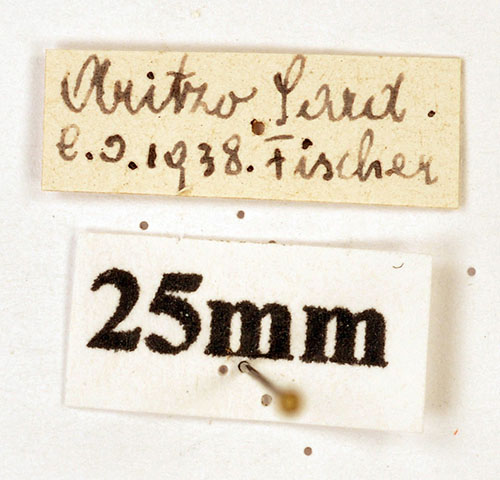 Aritzo Sard.
e.o. 1938. Fischer
25mm